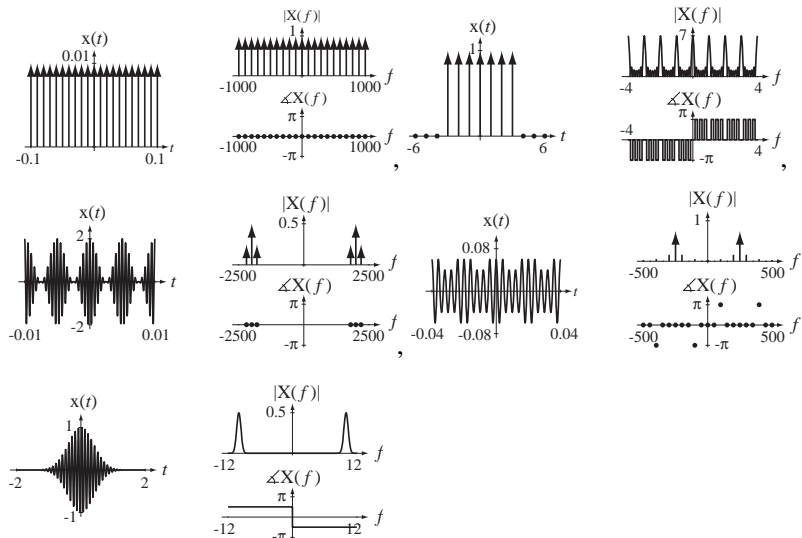 x(t)
0.01
-0.1
0.1
t
|X(f)|
1
-1000
1000
f
∡X(f)
π
-1000
1000
f
-π
,
x(t)
1
-6
6
t
|X(f)|
7
-4
4
f
∡X(f)
π
-4
4
f
-π
,
x(t)
2
-2
-0.01
0.01
t
|X(f)|
0.5
-2500
2500
f
∡X(f)
π
-2500
2500
f
-π
,
x(t)
0.08
-0.04
-0.08
0.04
t
|X(f)|
1
-500
500
f
∡X(f)
π
-500
500
f
-π
x(t)
1
-2
2
t
-1
|X(f)|
0.5
-12
12
f
∡X(f)
π
-12
12
f
-π